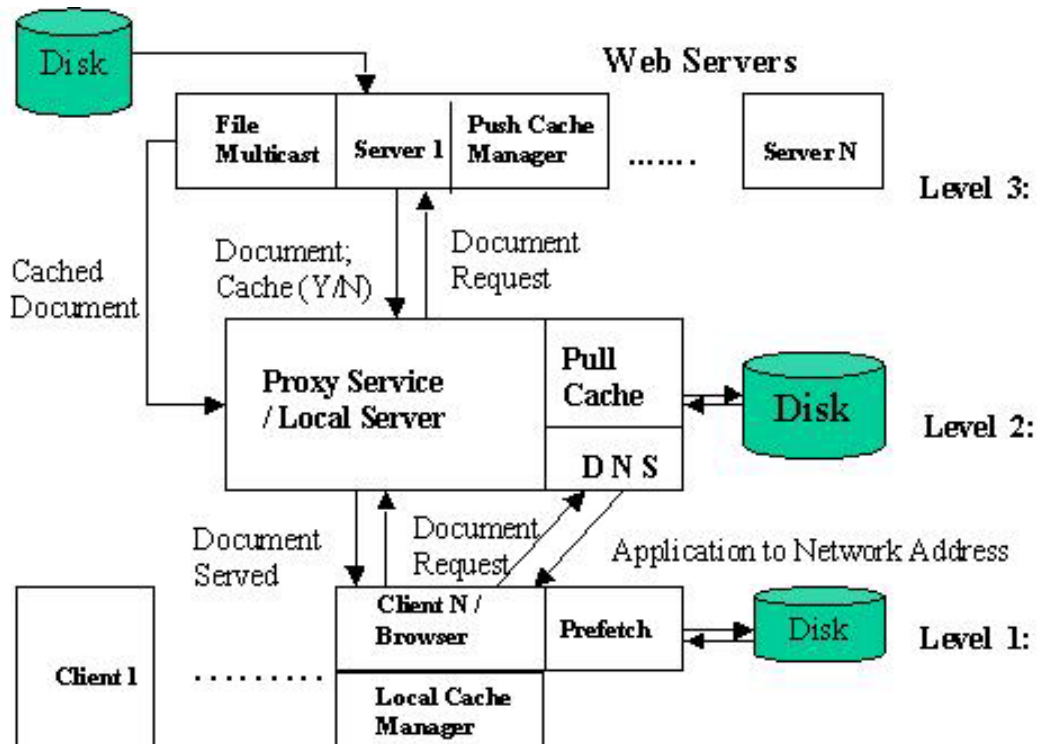 Disk
Web Servers
File
Multicast
Server 1
Push Cache
Manager
.......
Server N
Level 3:
Cached
Document
Document;
Cache (Y/N)
Document
Request
Proxy Service
/ Local Server
Pull
Cache
D N S
Disk
Level 2:
Document
Served
Document
Request
Application to Network Address
Client 1
.........
Client N /
Browser
Prefetch
Local Cache
Manager
Disk
Level 1: